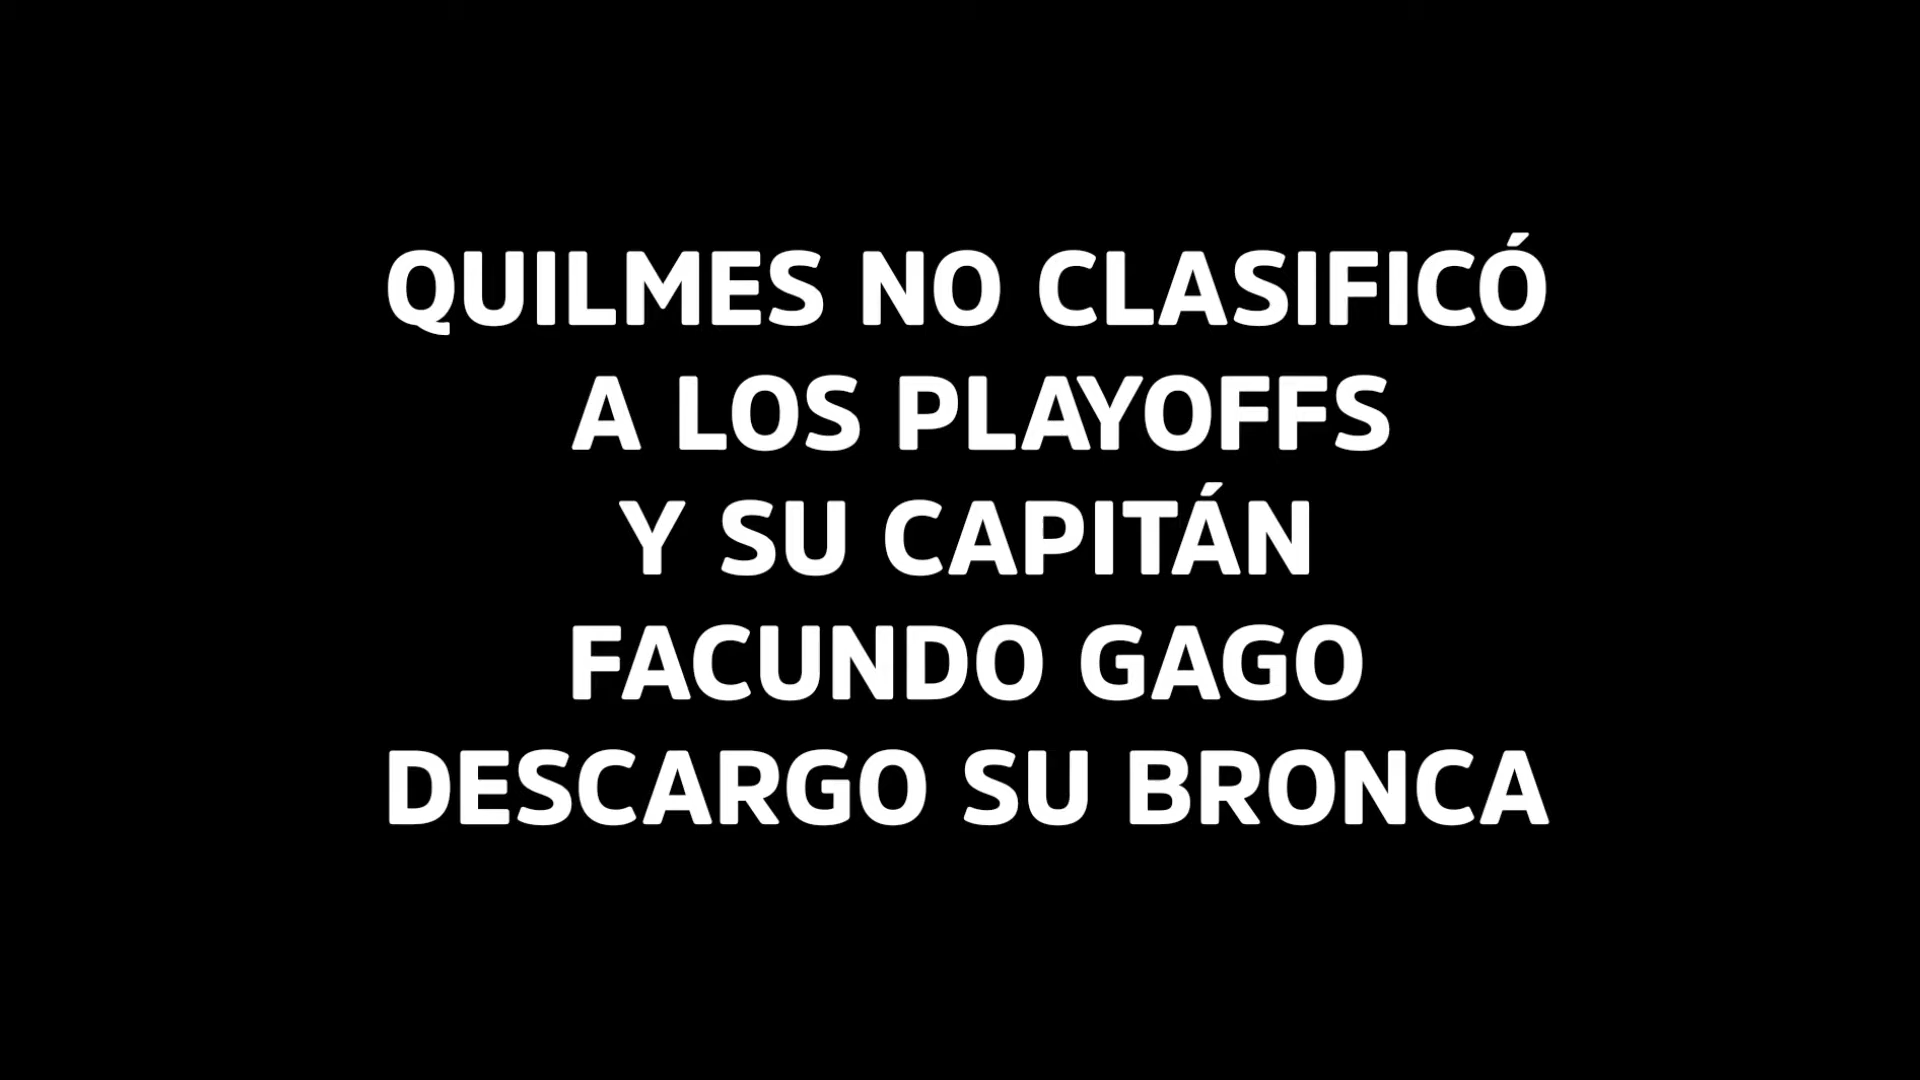 QUILMES NO CLASIFICÓ
A LOS PLAYOFFS
Y SU CAPITÁN
FACUNDO GAGO
DESCARGO SU BRONCA